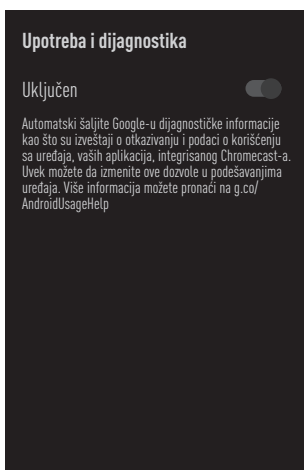 Upotreba i dijagnostika
Uključen
Automatski šaljite Google-u dijagnostičke informacije
kao što su izveštaji o otkazivanju i podaci o korišćenju
sa uređaja, vaših aplikacija, integrisanog Chromecast-a.
Uvek možete da izmenite ove dozvole u podešavanjima
uređaja. Više informacija možete pronaći na g.co/
AndroidUsageHelp